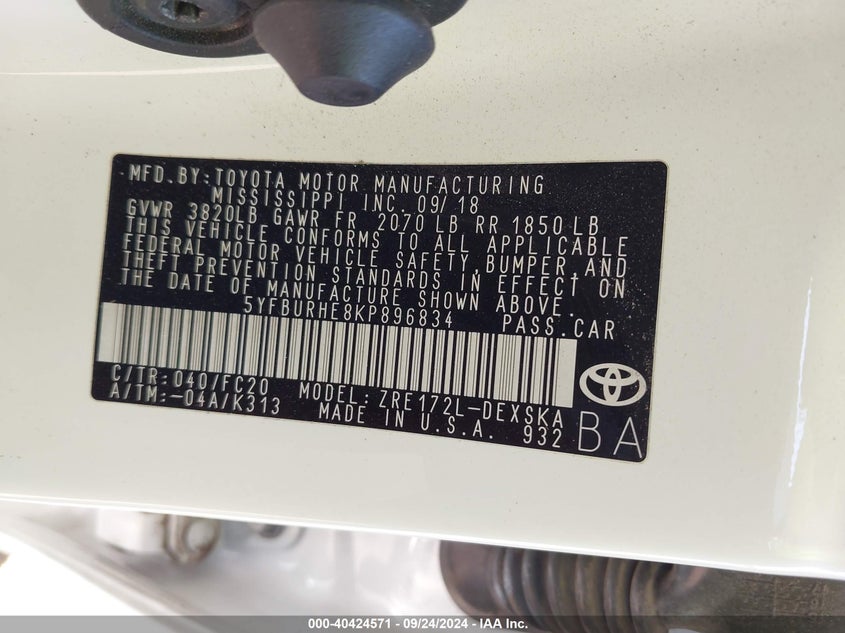 MFD. BY: TOYOTA MOTOR MANUFACTURING
MISSISSIPPI INC. 09/18
GVWR 3820LB GAWR FR 2070 LB RR 1850 LB
THIS VEHICLE CONFORMS TO ALL APPLICABLE
FEDERAL MOTOR VEHICLE SAFETY, BUMPER, AND
THEFT PREVENTION STANDARDS IN EFFECT ON
THE DATE OF MANUFACTURE SHOWN ABOVE.
5YFBURHE8KP896834 PASS. CAR
C/TR: 040/FC20 MODEL: ZRE172L-DEXSKA
A/TM: -04A/K313 MADE IN U.S.A. 932
BA
000-40424571 - 09/24/2024 - IAA Inc.